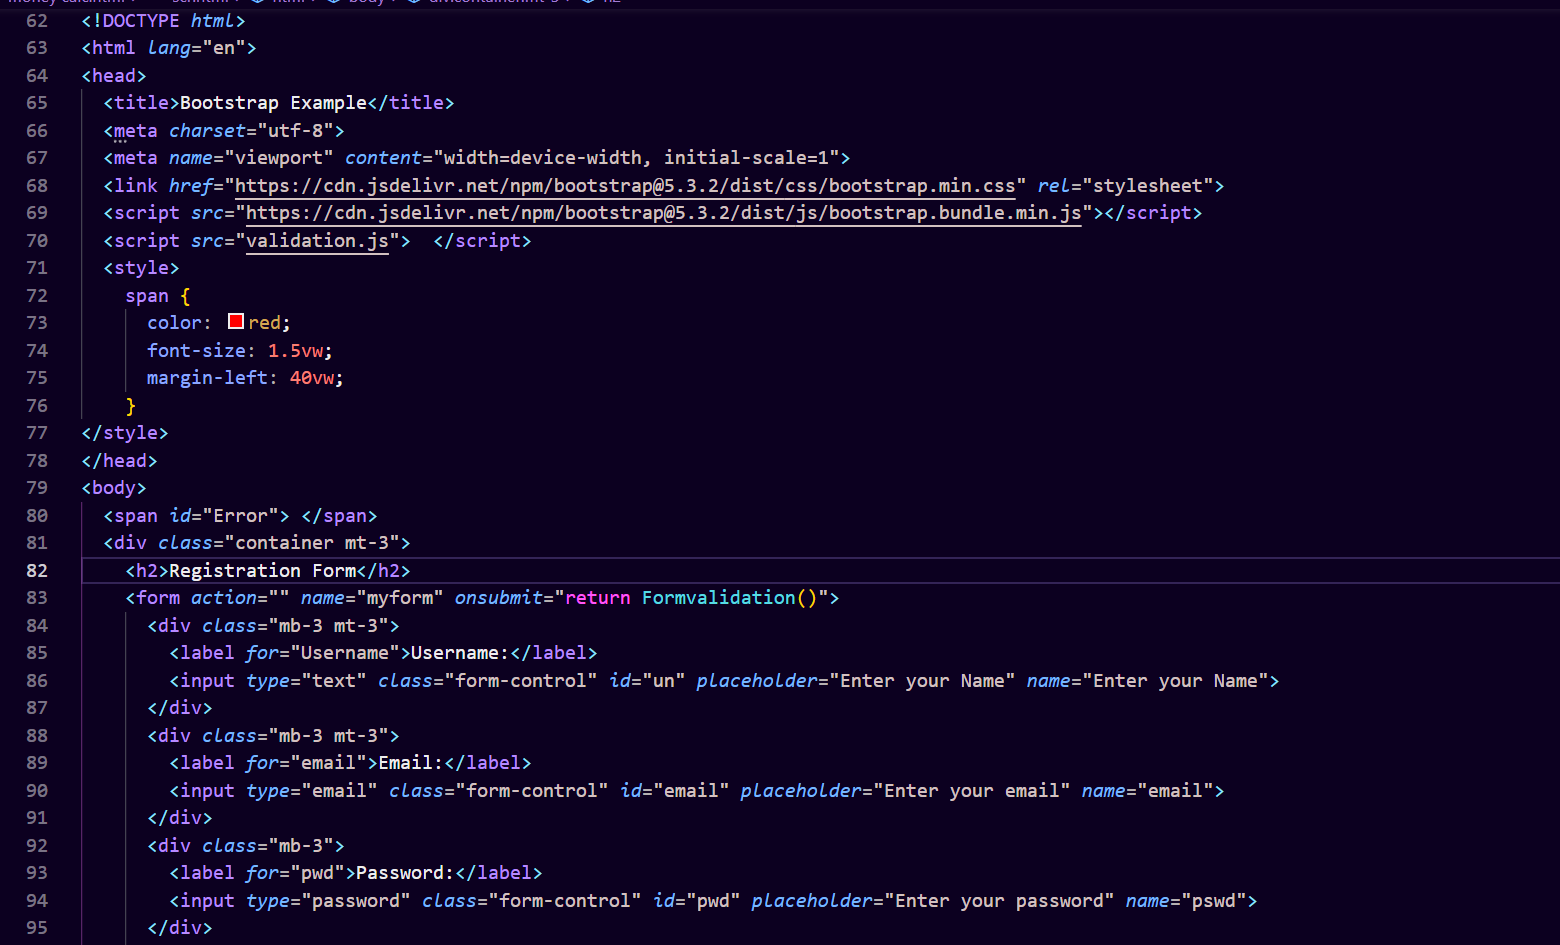 62 <!DOCTYPE html>
63 <html lang="en">
64 <head>
65 <title>Bootstrap Example</title>
66 <meta charset="utf-8">
67 <meta name="viewport" content="width=device-width, initial-scale=1">
68 <link href="https://cdn.jsdelivr.net/npm/bootstrap@5.3.2/dist/css/bootstrap.min.css" rel="stylesheet">
69 <script src="https://cdn.jsdelivr.net/npm/bootstrap@5.3.2/dist/js/bootstrap.bundle.min.js"></script>
70 <script src="validation.js">  </script>
71 <style>
72 span {
73 color: red;
74 font-size: 1.5vw;
75 margin-left: 40vw;
76 }
77 </style>
78 </head>
79 <body>
80 <span id="Error"> </span>
81 <div class="container mt-3">
82 <h2>Registration Form</h2>
83 <form action="" name="myform" onsubmit="return Formvalidation()">
84 <div class="mb-3 mt-3">
85 <label for="Username">Username:</label>
86 <input type="text" class="form-control" id="un" placeholder="Enter your Name" name="Enter your Name">
87 </div>
88 <div class="mb-3 mt-3">
89 <label for="email">Email:</label>
90 <input type="email" class="form-control" id="email" placeholder="Enter your email" name="email">
91 </div>
92 <div class="mb-3">
93 <label for="pwd">Password:</label>
94 <input type="password" class="form-control" id="pwd" placeholder="Enter your password" name="pswd">
95 </div>